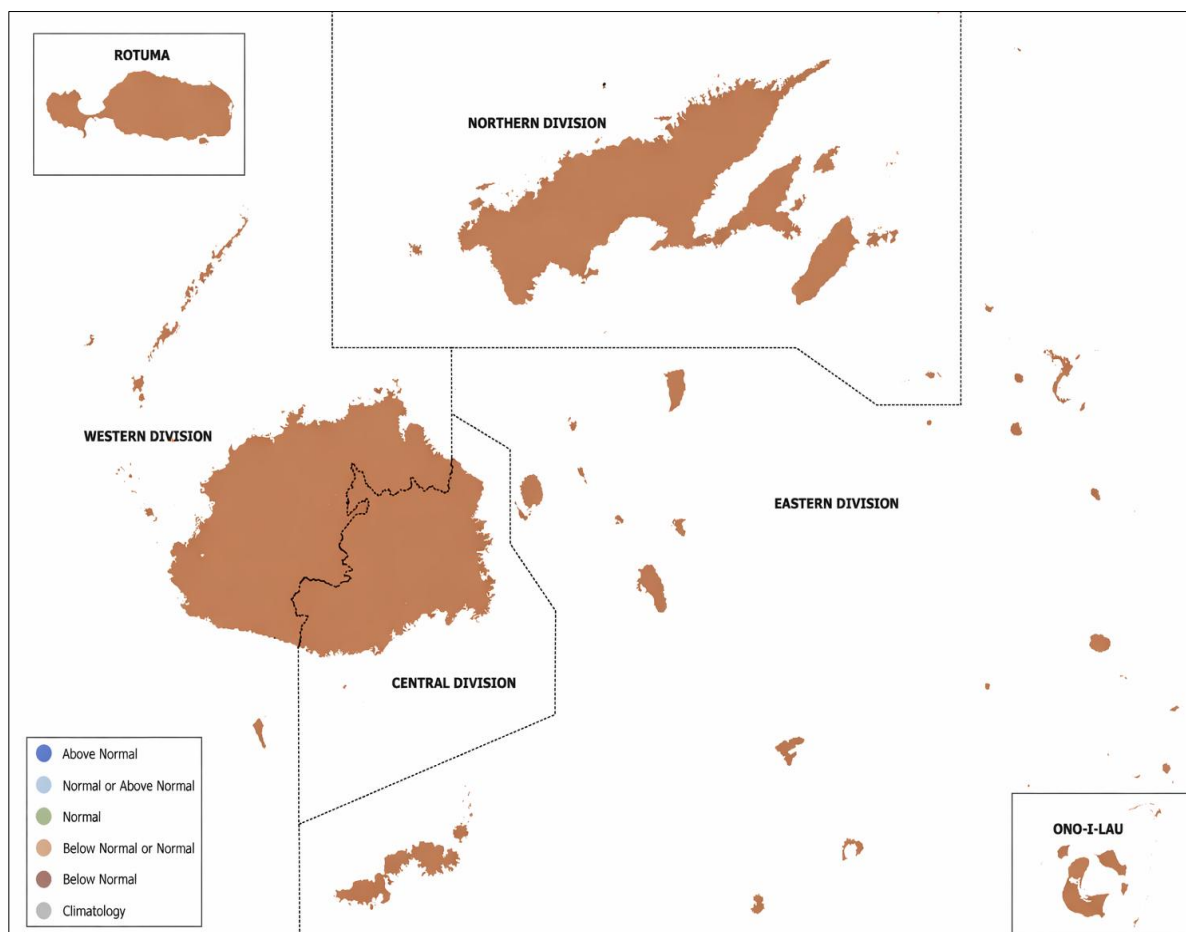 ROTUMA
NORTHERN DIVISION
WESTERN DIVISION
EASTERN DIVISION
CENTRAL DIVISION
Above Normal
Normal or Above Normal
Normal
Below Normal or Normal
Below Normal
Climatology
ONO-I-LAU